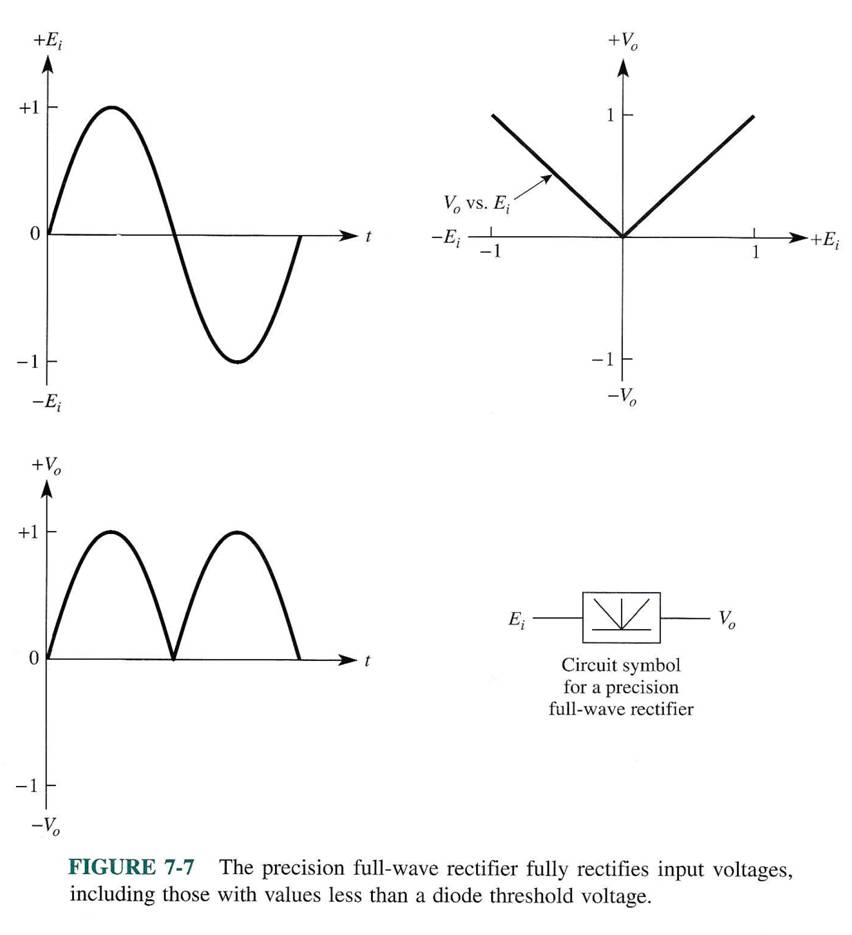 +Ei
+1
0
t
−1
−Ei
+Vo
1
Vo vs. Ei
−Ei
−1
1
+Ei
−1
−Vo
+Vo
+1
0
t
−1
−Vo
Ei
Vo
Circuit symbol
for a precision
full-wave rectifier
FIGURE 7-7 The precision full-wave rectifier fully rectifies input voltages,
including those with values less than a diode threshold voltage.